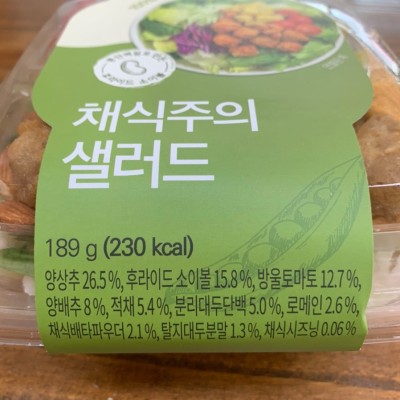 채식주의
샐러드
189 g (230 kcal)
양상추 26.5 %, 후라이드 소이볼 15.8 %, 방울토마토 12.7 %,
양배추 8 %, 적채 5.4 %, 분리대두단백 5.0 %, 로메인 2.6 %,
채식배타파우더 2.1 %, 탈지대두분말 1.3 %, 채식시즈닝 0.06 %